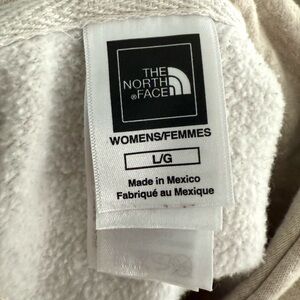 THE
NORTH
®FACE
WOMENS/FEMMES
L/G
Made in Mexico
Fabriqué au Mexique